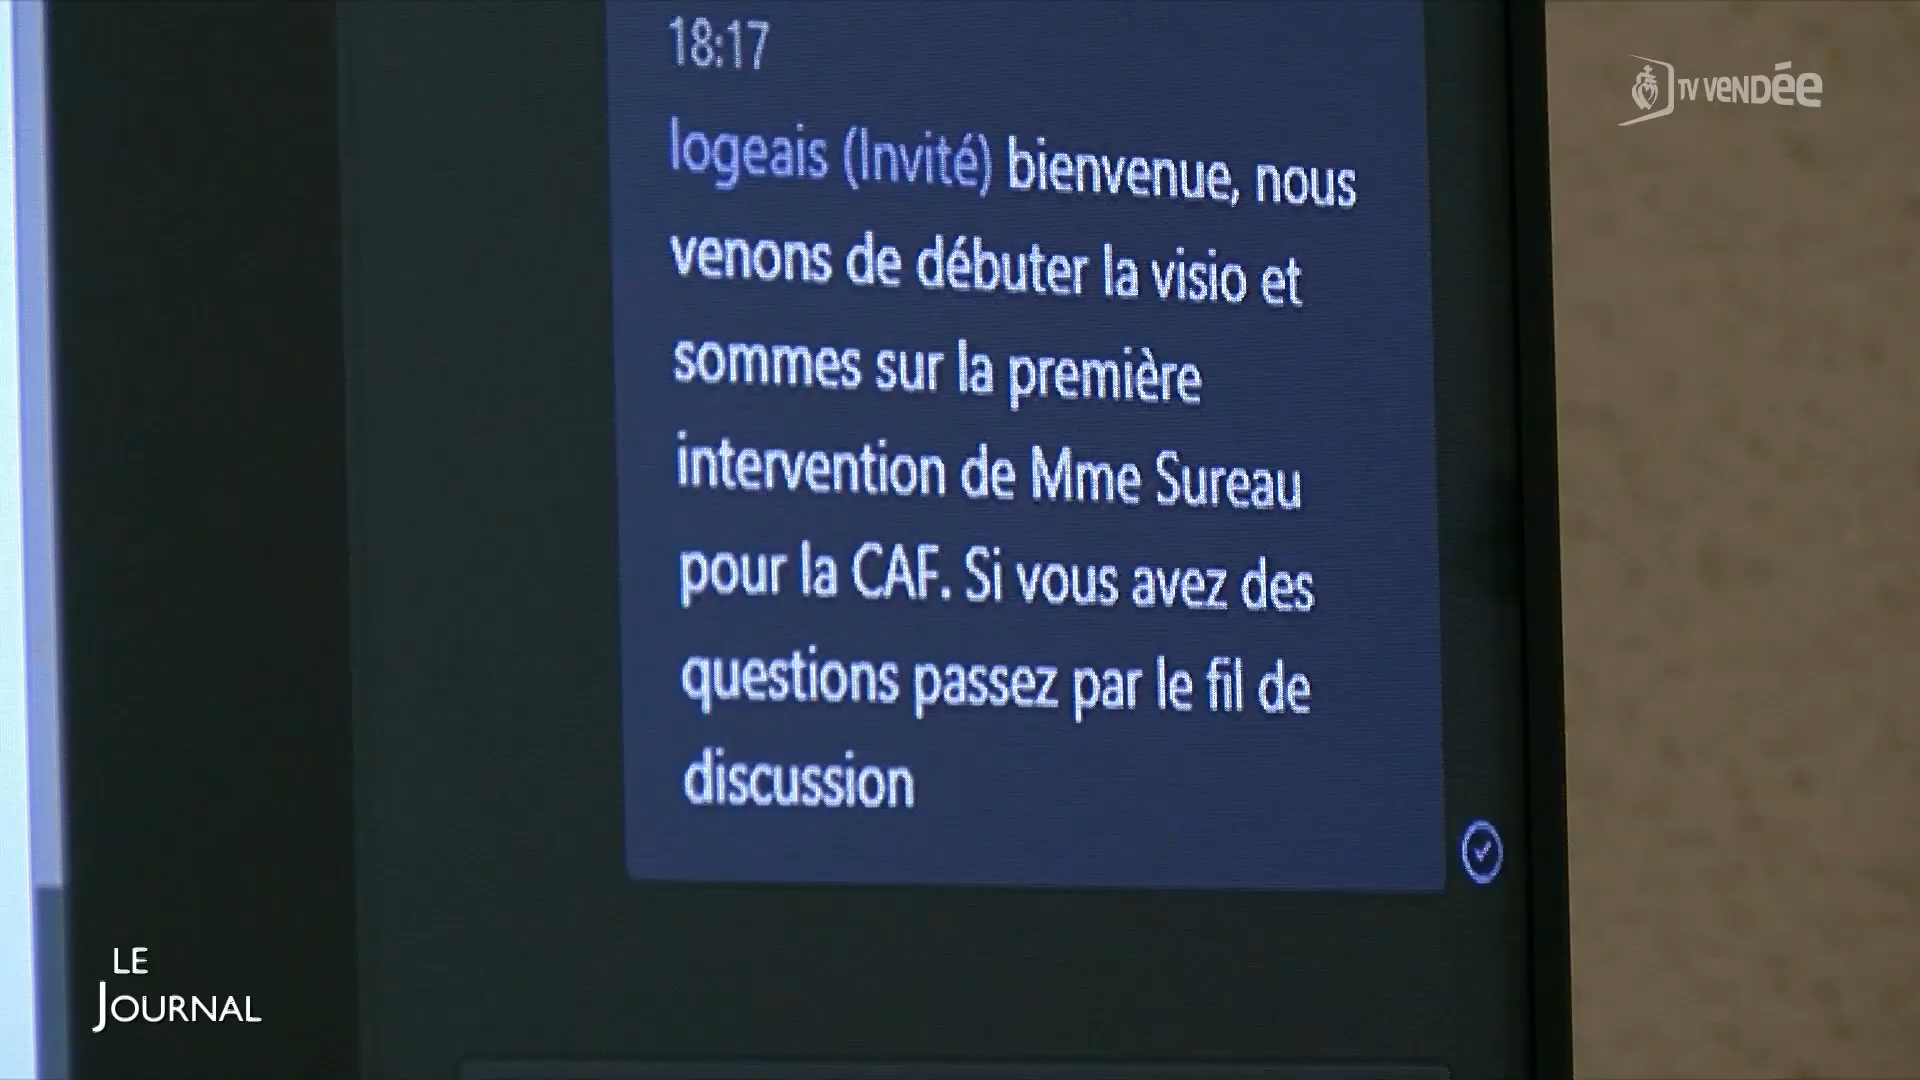 18:17
logeais (Invité) bienvenue, nous
venons de débuter la visio et
sommes sur la première
intervention de Mme Sureau
pour la CAF. Si vous avez des
questions passez par le fil de
discussion
TV VENDÉE
LE
JOURNAL